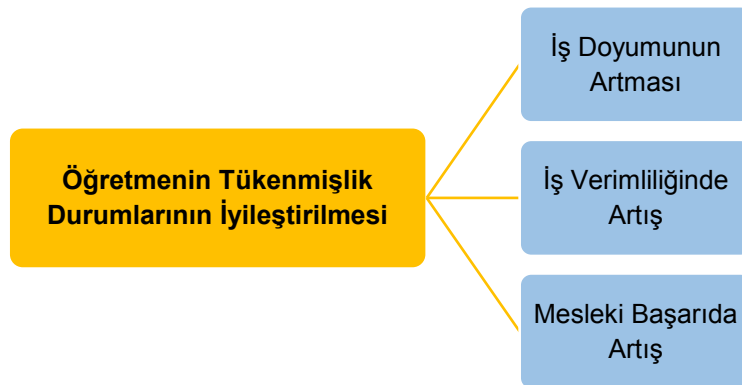 Öğretmenin Tükenmişlik
Durumlarının İyileştirilmesi
İş Doyumunun
Artması
İş Verimliliğinde
Artış
Mesleki Başarıda
Artış